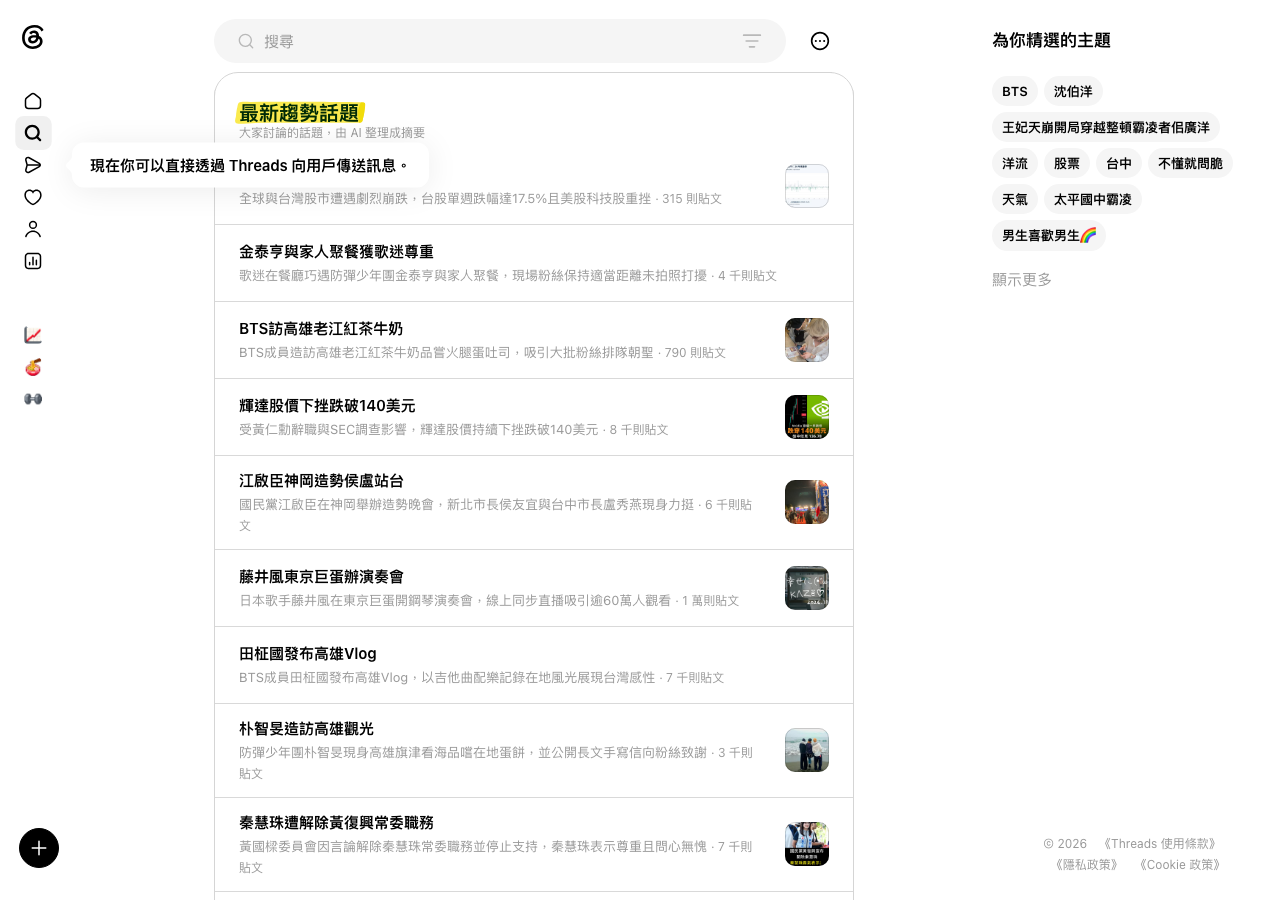 搜尋
最新趨勢話題
大家討論的話題，由 AI 整理成摘要
現在你可以直接透過 Threads 向用戶傳送訊息。
全球與台灣股市遭遇劇烈崩跌，台股單週跌幅達17.5%且美股科技股重挫 · 315 則貼文
金泰亨與家人聚餐獲歌迷尊重
歌迷在餐廳巧遇防彈少年團金泰亨與家人聚餐，現場粉絲保持適當距離未拍照打擾 · 4 千則貼文
BTS訪高雄老江紅茶牛奶
BTS成員造訪高雄老江紅茶牛奶品嘗火腿蛋吐司，吸引大批粉絲排隊朝聖 · 790 則貼文
輝達股價下挫跌破140美元
受黃仁勳辭職與SEC調查影響，輝達股價持續下挫跌破140美元 · 8 千則貼文
江啟臣神岡造勢侯盧站台
國民黨江啟臣在神岡舉辦造勢晚會，新北市長侯友宜與台中市長盧秀燕現身力挺 · 6 千則貼
文
藤井風東京巨蛋辦演奏會
日本歌手藤井風在東京巨蛋開鋼琴演奏會，線上同步直播吸引逾60萬人觀看 · 1 萬則貼文
田柾國發布高雄Vlog
BTS成員田柾國發布高雄Vlog，以吉他曲配樂記錄在地風光展現台灣感性 · 7 千則貼文
朴智旻造訪高雄觀光
防彈少年團朴智旻現身高雄旗津看海品嚐在地蛋餅，並公開長文手寫信向粉絲致謝 · 3 千則
貼文
秦慧珠遭解除黃復興常委職務
黃國樑委員會因言論解除秦慧珠常委職務並停止支持，秦慧珠表示尊重且問心無愧 · 7 千則
貼文
為你精選的主題
BTS
沈伯洋
王妃天崩開局穿越整頓霸凌者佀廣洋
洋流
股票
台中
不懂就問脆
天氣
太平國中霸凌
男生喜歡男生🌈
顯示更多
© 2026 《Threads 使用條款》
《隱私政策》 《Cookie 政策》